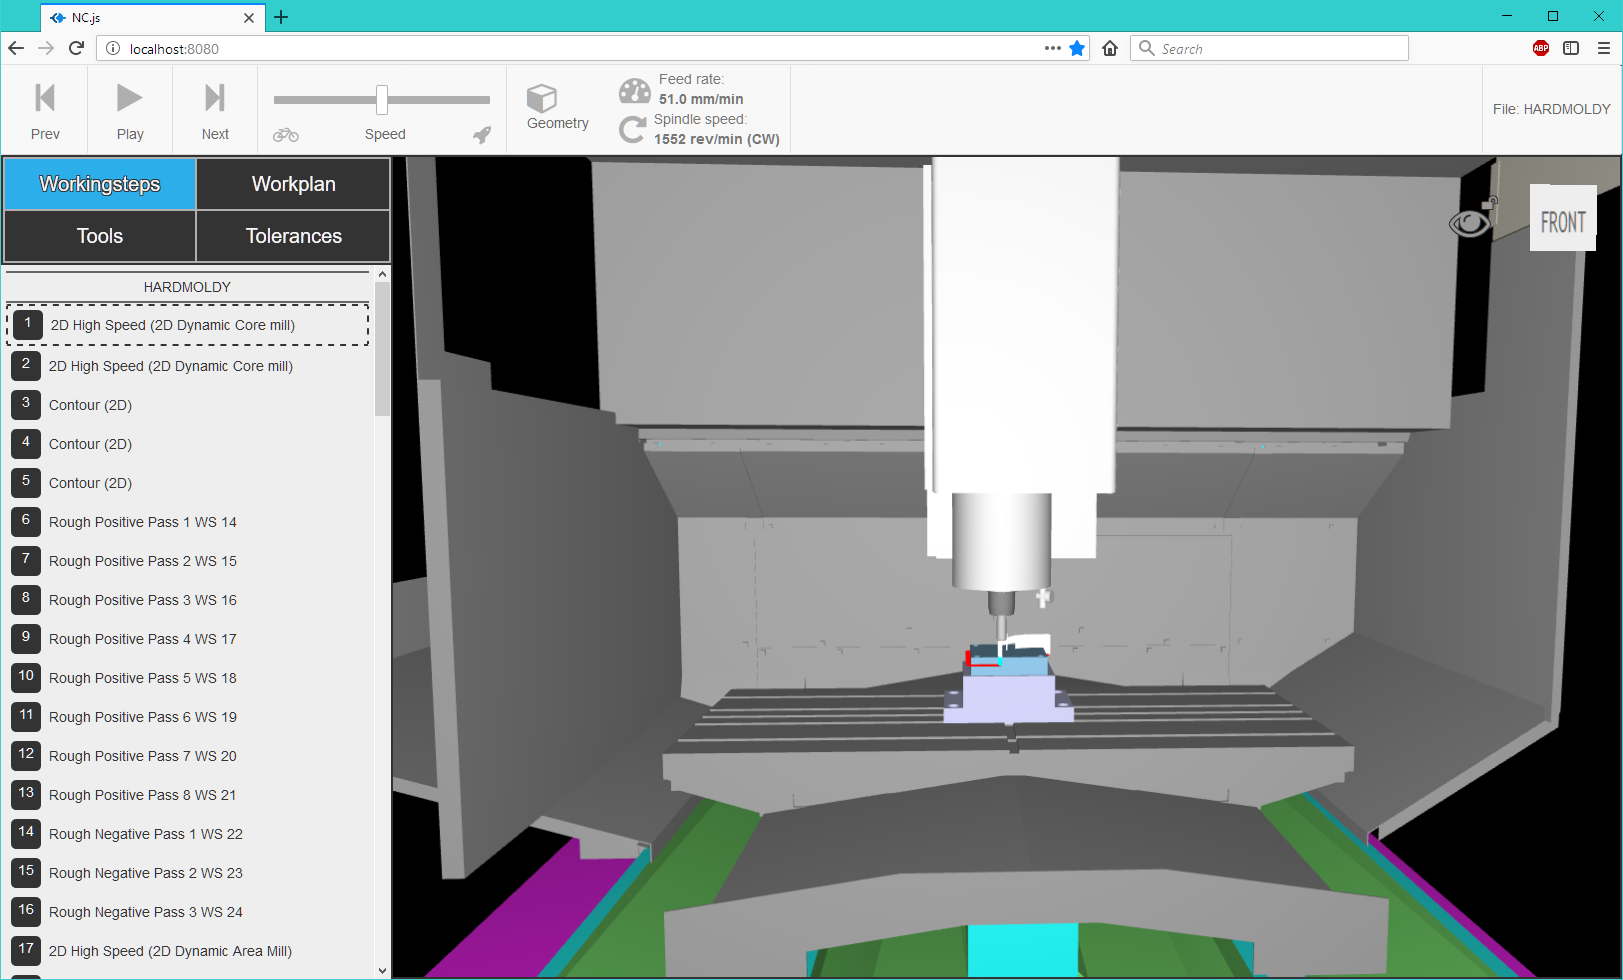 NC.js
localhost:8080
Search
ABP
Prev
Play
Next
Speed
Geometry
Feed rate:
51.0 mm/min
Spindle speed:
1552 rev/min (CW)
File: HARDMOLDY
Workingsteps
Workplan
Tools
Tolerances
FRONT
HARDMOLDY
1 2D High Speed (2D Dynamic Core mill)
2 2D High Speed (2D Dynamic Core mill)
3 Contour (2D)
4 Contour (2D)
5 Contour (2D)
6 Rough Positive Pass 1 WS 14
7 Rough Positive Pass 2 WS 15
8 Rough Positive Pass 3 WS 16
9 Rough Positive Pass 4 WS 17
10 Rough Positive Pass 5 WS 18
11 Rough Positive Pass 6 WS 19
12 Rough Positive Pass 7 WS 20
13 Rough Positive Pass 8 WS 21
14 Rough Negative Pass 1 WS 22
15 Rough Negative Pass 2 WS 23
16 Rough Negative Pass 3 WS 24
17 2D High Speed (2D Dynamic Area Mill)